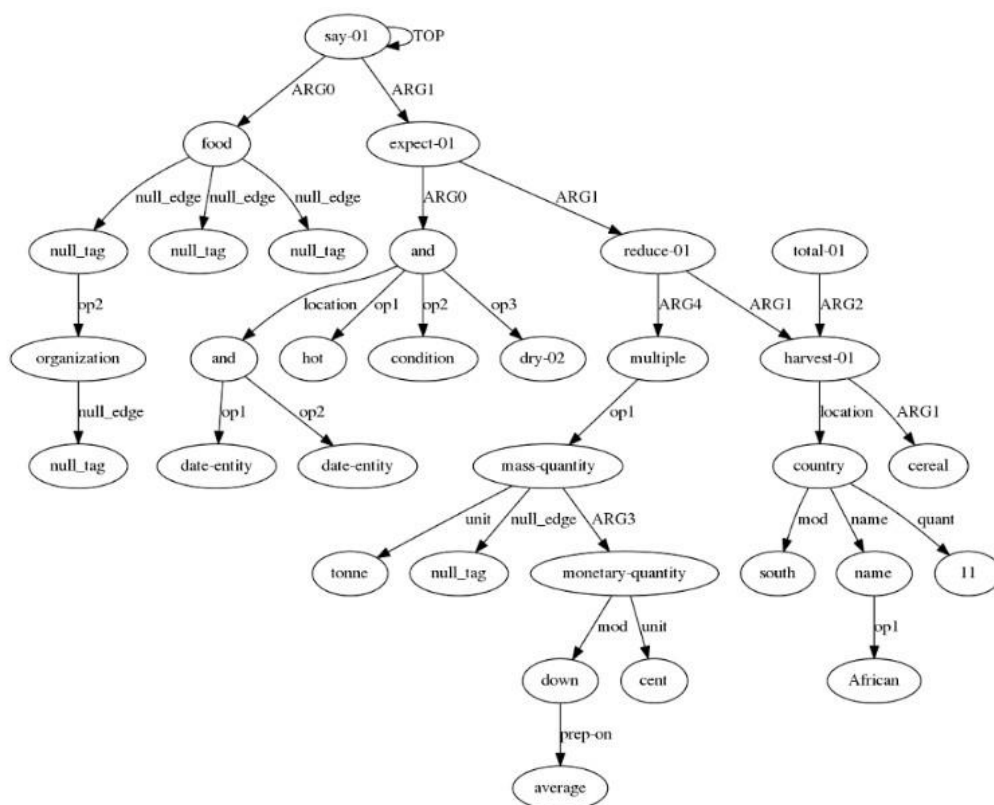 say-01 TOP
ARG0 ARG1
food expect-01
null_edge null_edge null_edge ARG0 ARG1
null_tag null_tag null_tag and reduce-01 total-01
op2 location op1 op2 op3 ARG4 ARG1 ARG2
organization and hot condition dry-02 multiple harvest-01
null_edge op1 op2 op1 location ARG1
null_tag date-entity date-entity mass-quantity country cereal
unit null_edge ARG3 mod name quant
tonne null_tag monetary-quantity south name 11
mod unit op1
down cent African
prep-on
average